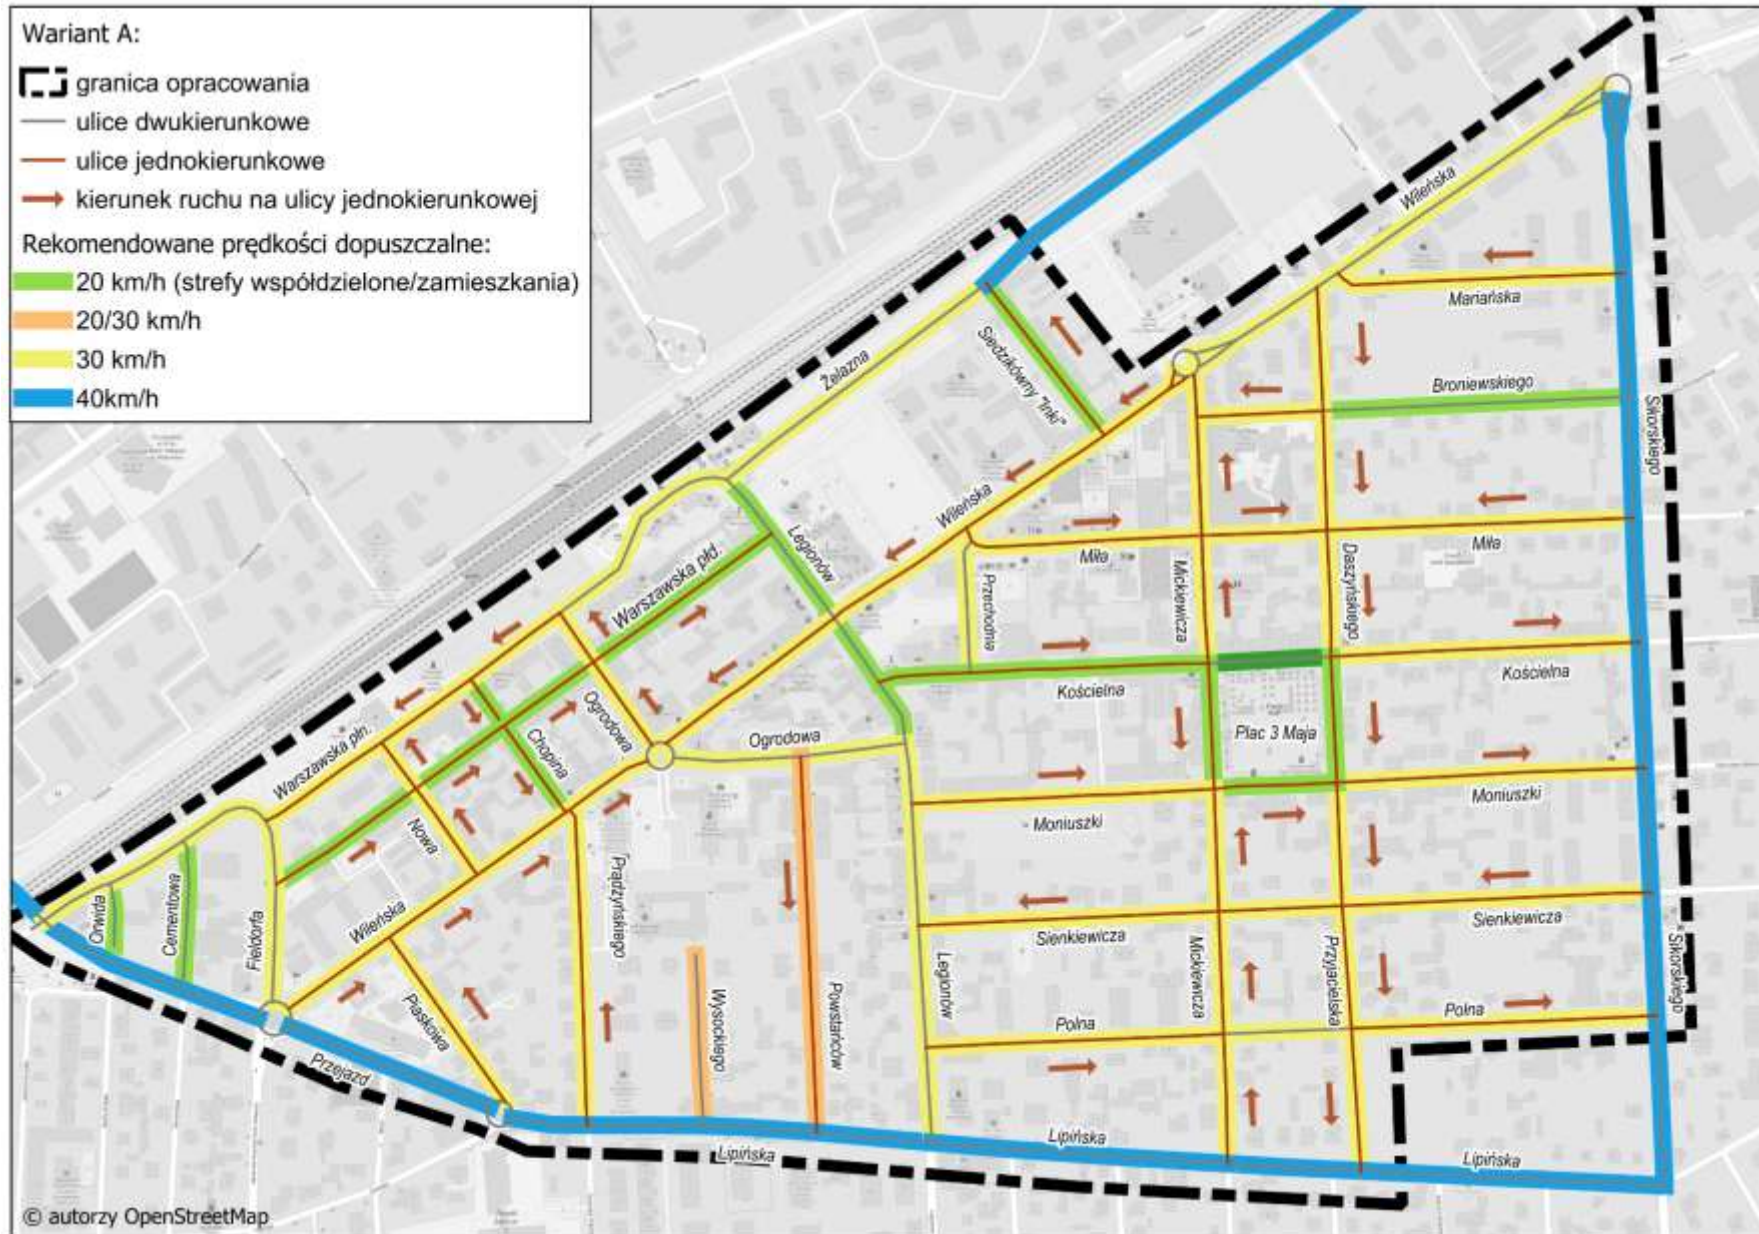 Wariant A:
granica opracowania
ulice dwukierunkowe
ulice jednokierunkowe
kierunek ruchu na ulicy jednokierunkowej
Rekomendowane prędkości dopuszczalne:
20 km/h (strefy współdzielone/zamieszkania)
20/30 km/h
30 km/h
40km/h
Wileńska
Mariańska
Siedzikówny "Inki"
Żelazna
Broniewskiego
Sikorskiego
Wileńska
Legionów
Warszawska płd.
Miła
Miła
Przechodnia
Mickiewicza
Daszyńskiego
Kościelna
Kościelna
Ogrodowa
Ogrodowa
Plac 3 Maja
Warszawska płn.
Chopina
Moniuszki
Moniuszki
Nowa
Prądzyńskiego
Orwida
Cementowa
Fieldorfa
Wileńska
Sienkiewicza
Sienkiewicza
Legionów
Mickiewicza
Przyjacielska
Sikorskiego
Piaskowa
Wysockiego
Powstańców
Polna
Polna
Przejazd
Lipińska
Lipińska
Lipińska
© autorzy OpenStreetMap